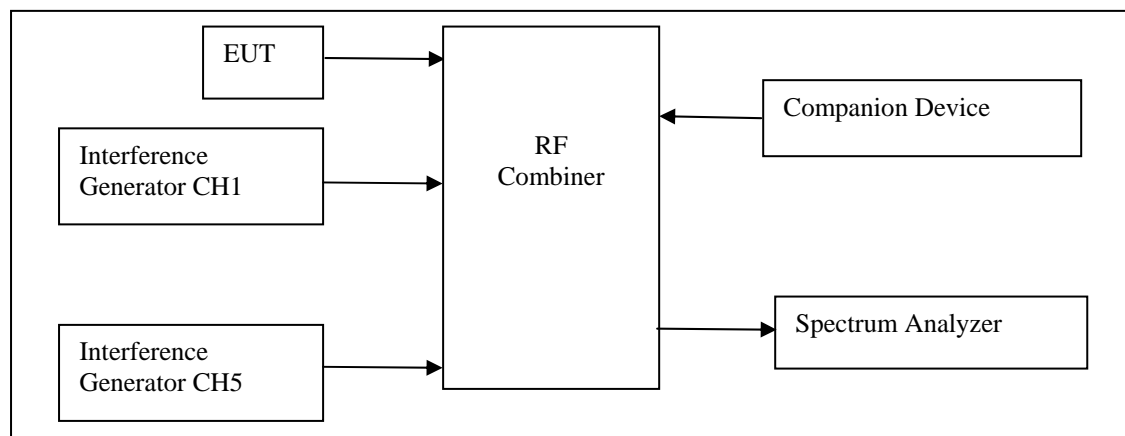 EUT
Interference
Generator CH1
Interference
Generator CH5
RF
Combiner
Companion Device
Spectrum Analyzer